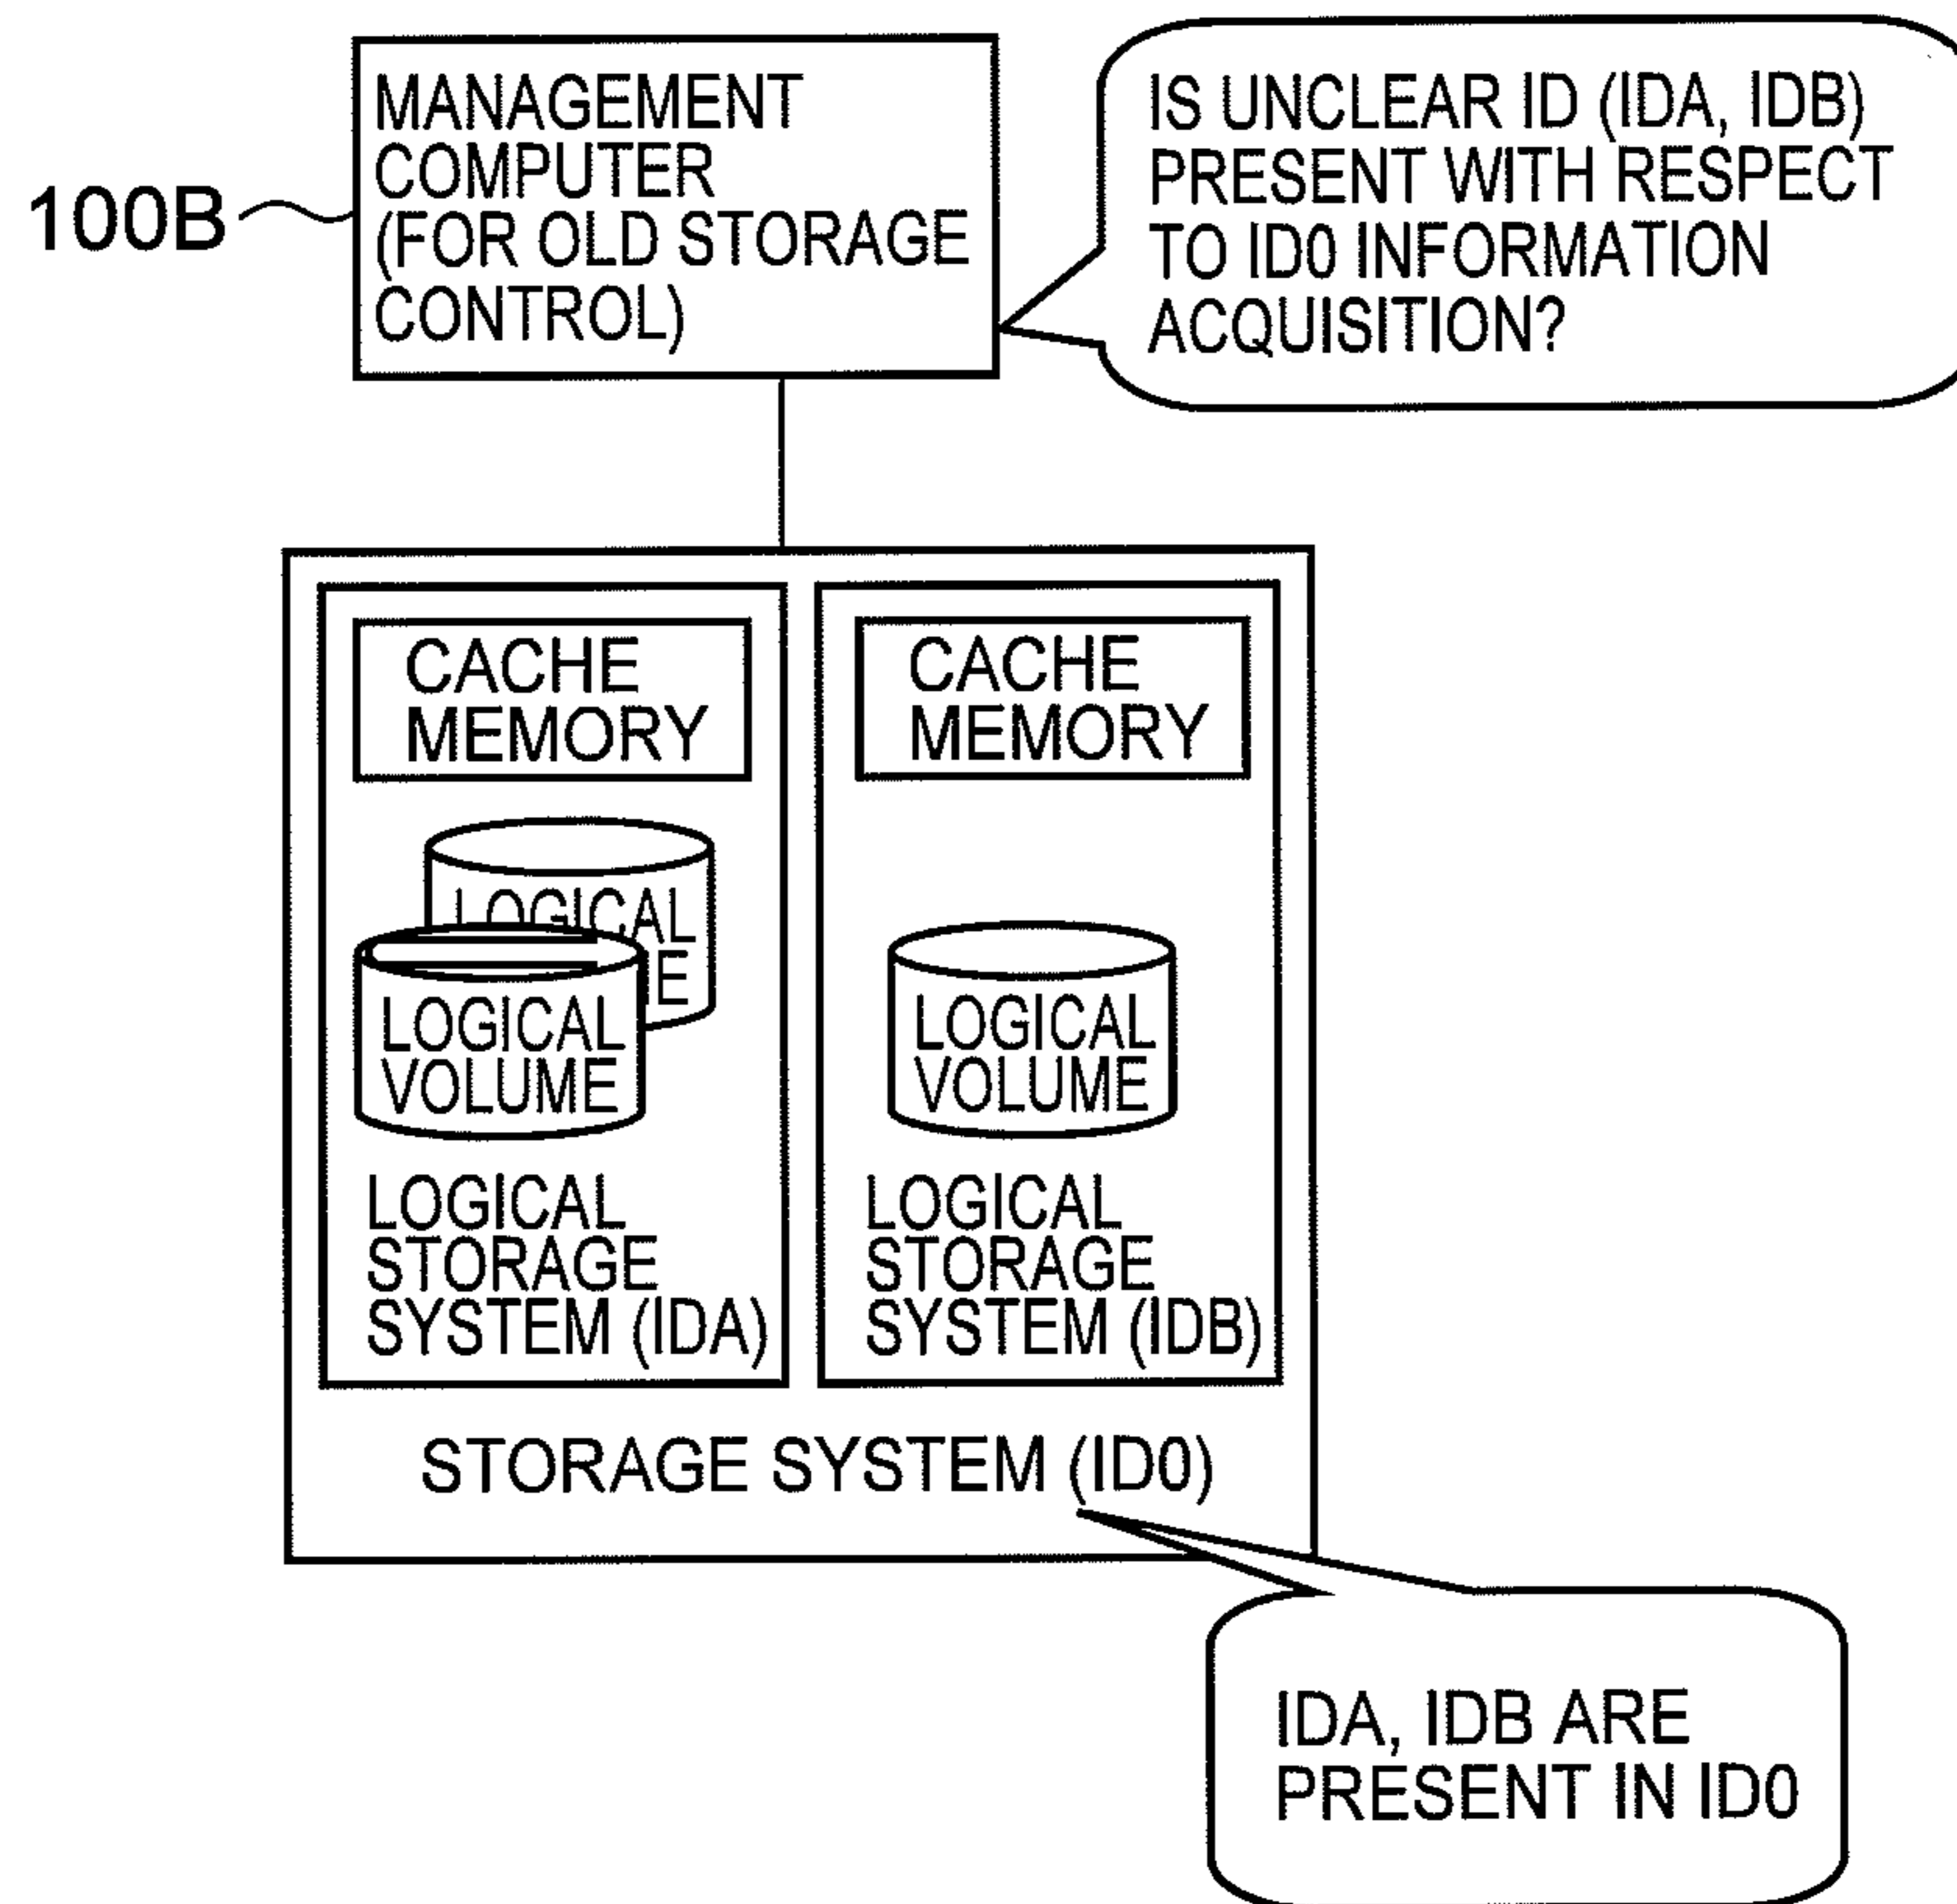 MANAGEMENT
COMPUTER
(FOR OLD STORAGE
CONTROL)
100B
IS UNCLEAR ID (IDA, IDB)
PRESENT WITH RESPECT
TO ID0 INFORMATION
ACQUISITION?
CACHE
MEMORY
LOGICAL
LOGICAL
VOLUME
LOGICAL
STORAGE
SYSTEM (IDA)
CACHE
MEMORY
LOGICAL
VOLUME
LOGICAL
STORAGE
SYSTEM (IDB)
STORAGE SYSTEM (ID0)
IDA, IDB ARE
PRESENT IN ID0